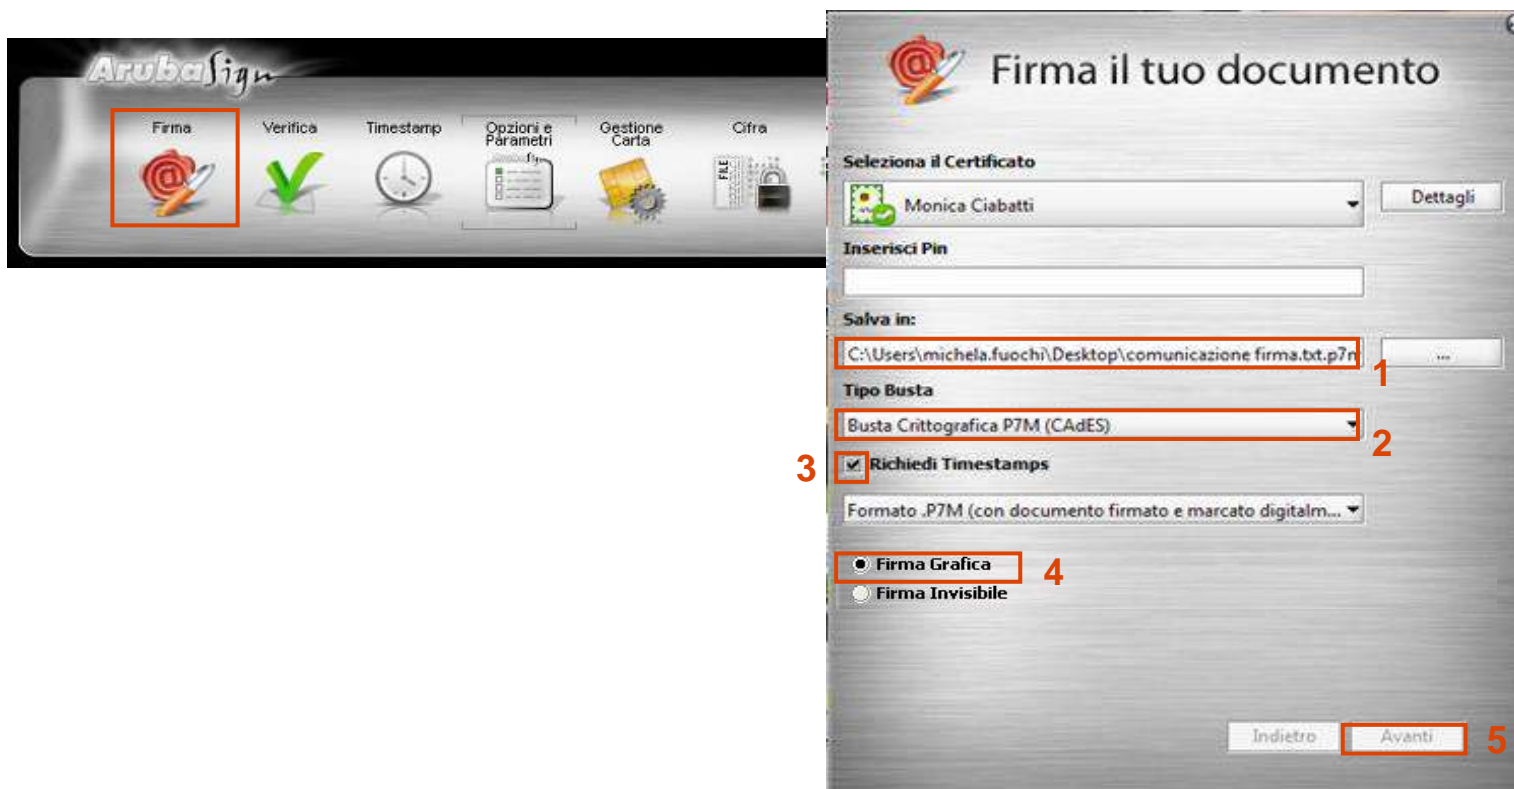 ArubaSign
Firma
Verifica
Timestamp
Opzioni e
Parametri
Gestione
Carta
Cifra
FILE
Firma il tuo documento
Seleziona il Certificato
Monica Ciabatti
Dettagli
Inserisci Pin
Salva in:
C:\Users\michela.fuochi\Desktop\comunicazione firma.txt.p7m
...
1
Tipo Busta
Busta Crittografica P7M (CAdES)
2
3
Richiedi Timestamps
Formato .P7M (con documento firmato e marcato digitalm...
Firma Grafica
4
Firma Invisibile
Indietro
Avanti
5